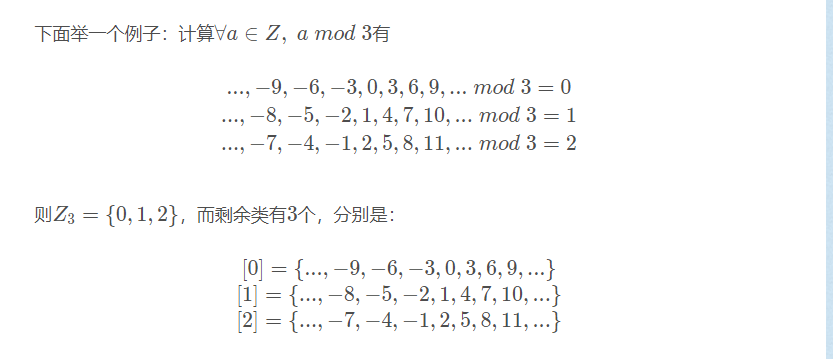 下面举一个例子：计算∀a ∈ Z, a mod 3有
..., −9, −6, −3, 0, 3, 6, 9, ... mod 3 = 0
..., −8, −5, −2, 1, 4, 7, 10, ... mod 3 = 1
..., −7, −4, −1, 2, 5, 8, 11, ... mod 3 = 2
则Z₃ = {0, 1, 2}，而剩余类有3个，分别是：
[0] = {..., −9, −6, −3, 0, 3, 6, 9, ...}
[1] = {..., −8, −5, −2, 1, 4, 7, 10, ...}
[2] = {..., −7, −4, −1, 2, 5, 8, 11, ...}